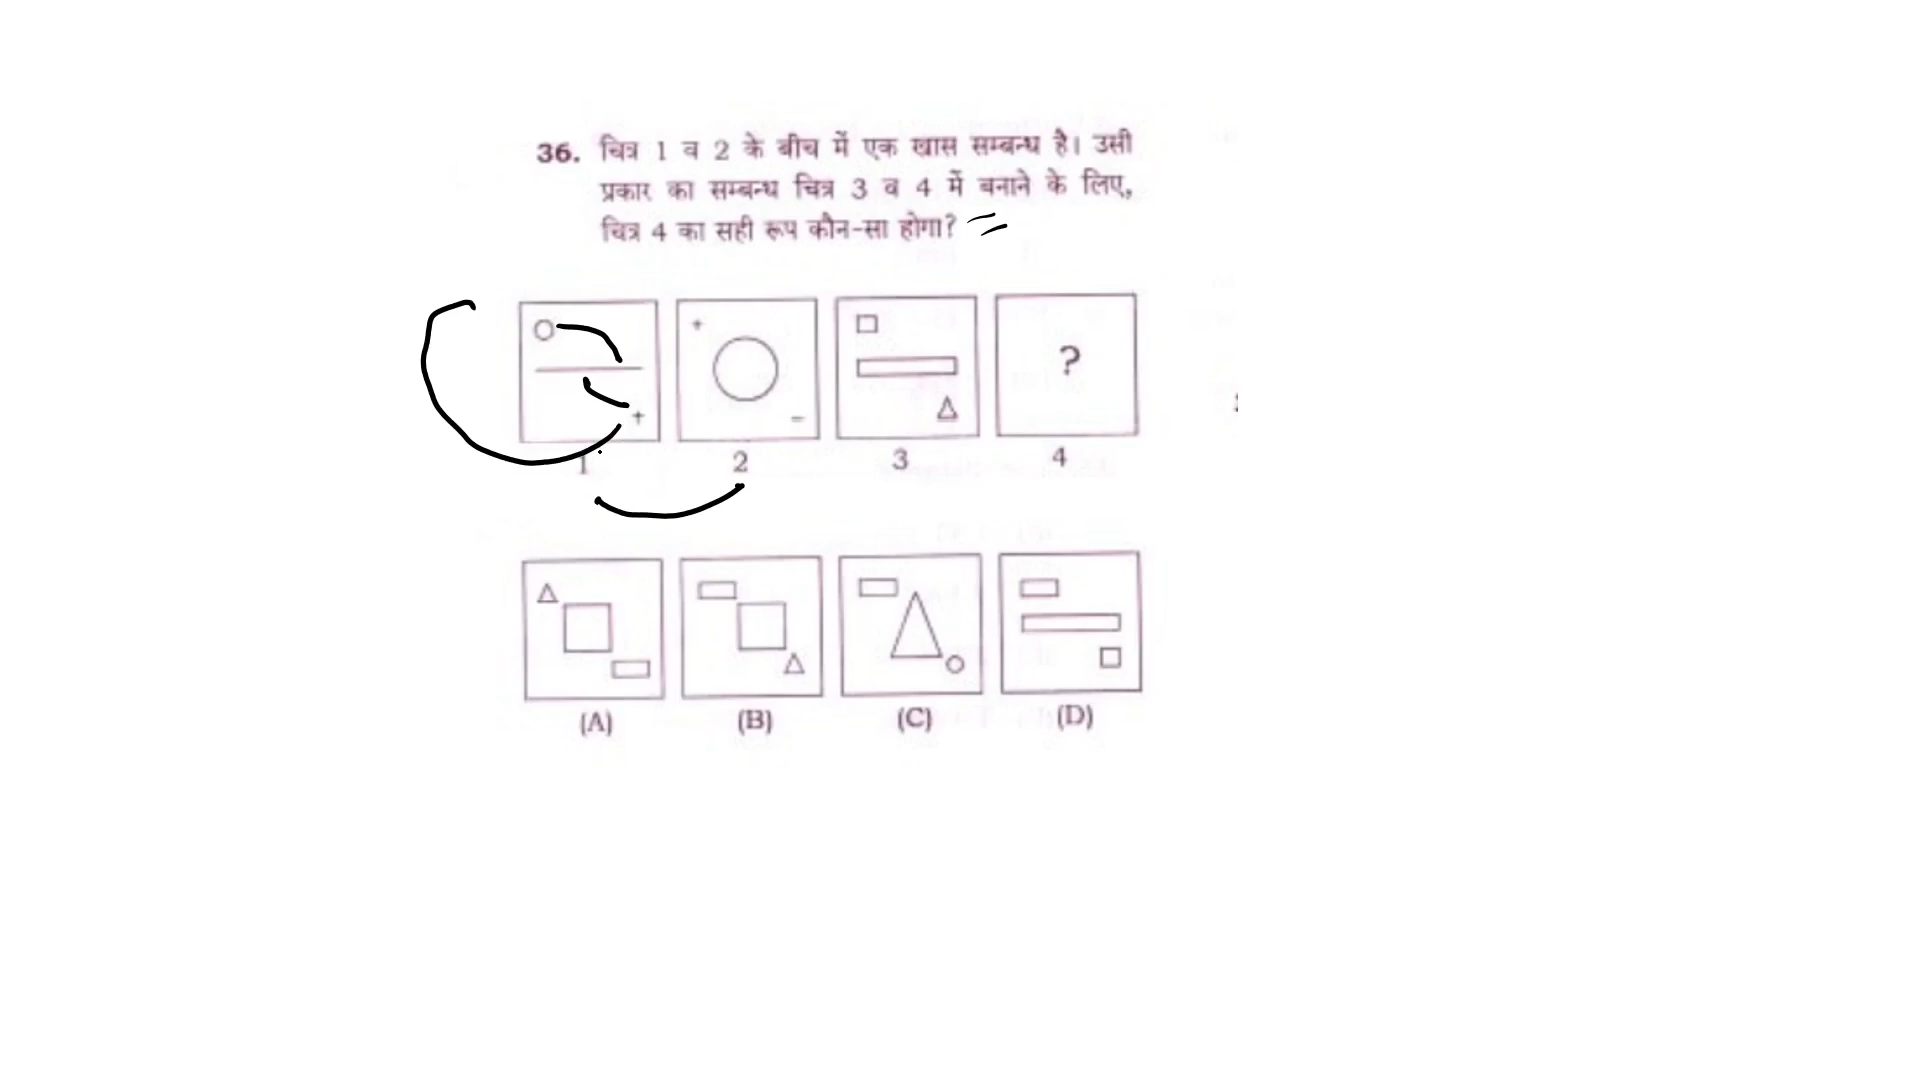 36. चित्र 1 व 2 के बीच में एक खास सम्बन्ध है। उसी
प्रकार का सम्बन्ध चित्र 3 व 4 में बनाने के लिए,
चित्र 4 का सही रूप कौन-सा होगा?
+ + - ?
1 2 3 4
(A) (B) (C) (D)